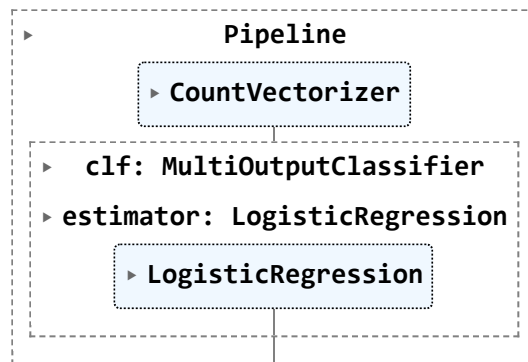 Pipeline
CountVectorizer
clf: MultiOutputClassifier
estimator: LogisticRegression
LogisticRegression